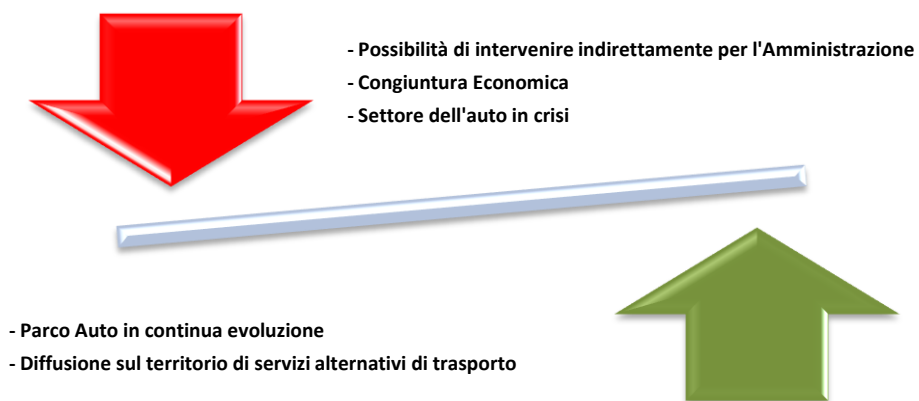 - Possibilità di intervenire indirettamente per l'Amministrazione
- Congiuntura Economica
- Settore dell'auto in crisi
- Parco Auto in continua evoluzione
- Diffusione sul territorio di servizi alternativi di trasporto